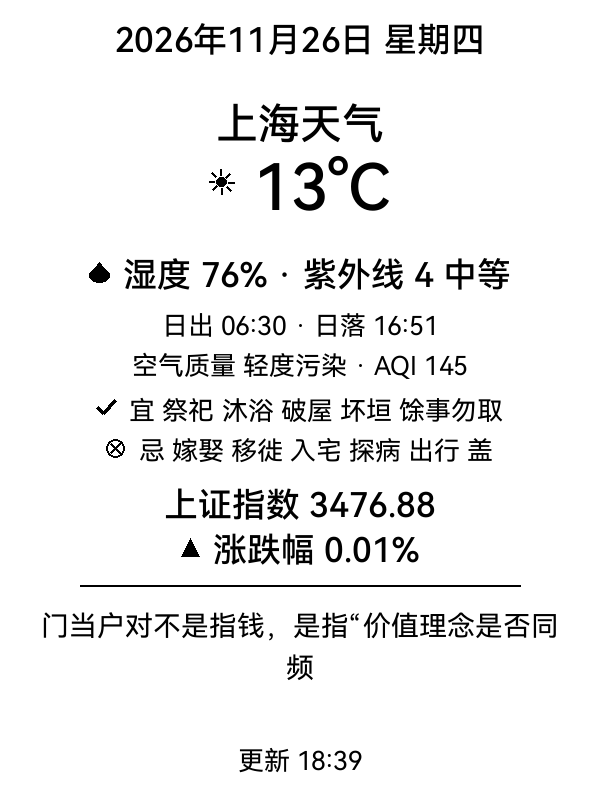 2026年11月26日 星期四
上海天气
13°C
湿度 76% · 紫外线 4 中等
日出 06:30 · 日落 16:51
空气质量 轻度污染 · AQI 145
宜 祭祀 沐浴 破屋 坏垣 馀事勿取
忌 嫁娶 移徙 入宅 探病 出行 盖
上证指数 3476.88
▲ 涨跌幅 0.01%
门当户对不是指钱，是指“价值理念是否同
频
更新 18:39